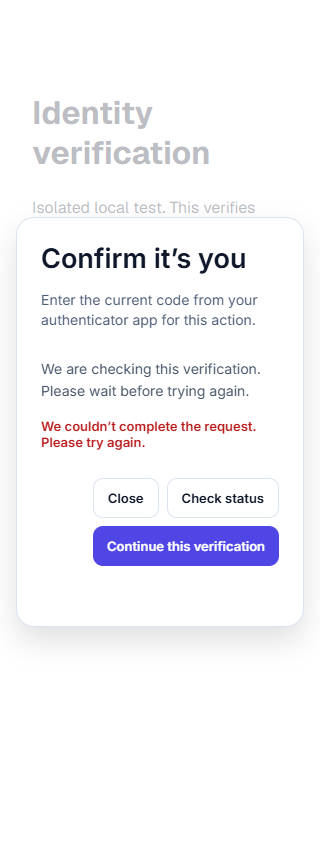 Identity
verification
Isolated local test. This verifies
Confirm it’s you
Enter the current code from your
authenticator app for this action.
We are checking this verification.
Please wait before trying again.
We couldn’t complete the request.
Please try again.
Close
Check status
Continue this verification